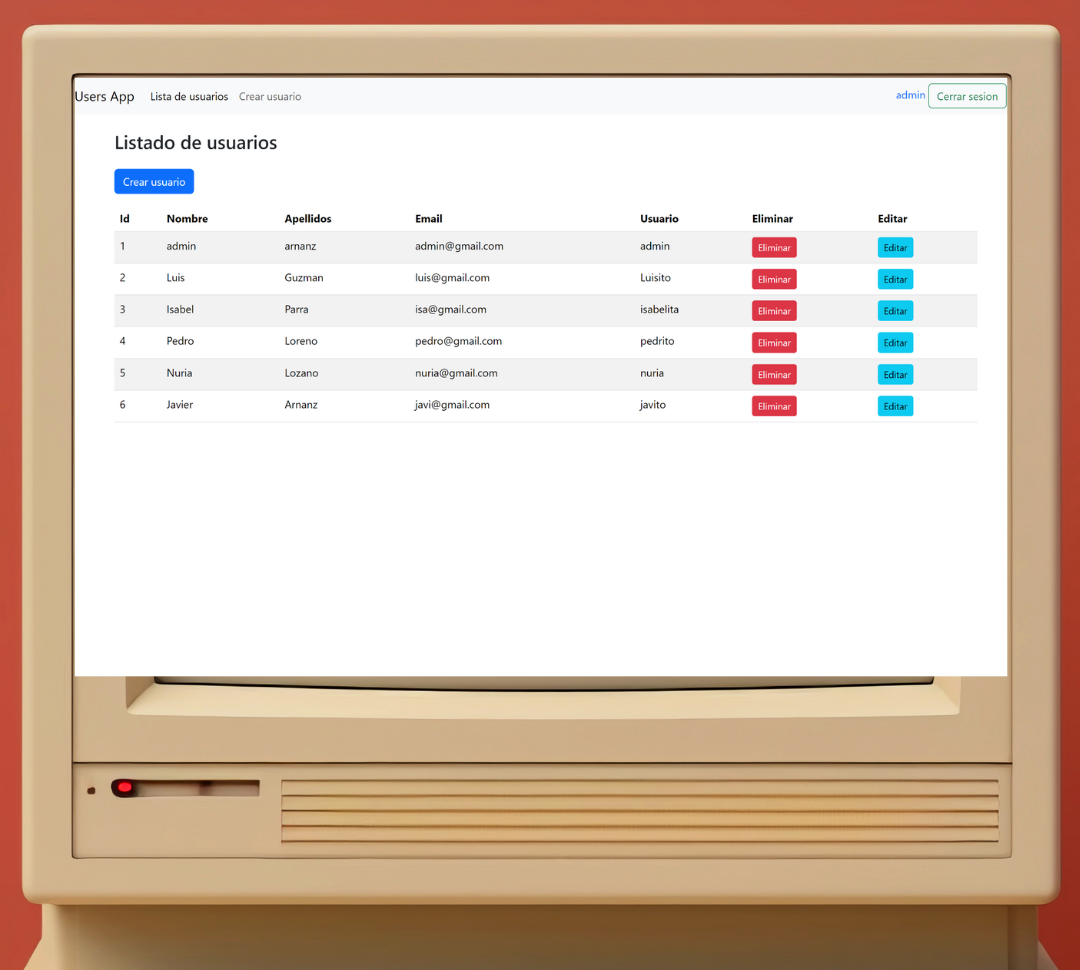 Users App Lista de usuarios Crear usuario admin Cerrar sesion
Listado de usuarios
Crear usuario
Id Nombre Apellidos Email Usuario Eliminar Editar
1 admin arnanz admin@gmail.com admin Eliminar Editar
2 Luis Guzman luis@gmail.com Luisito Eliminar Editar
3 Isabel Parra isa@gmail.com isabelita Eliminar Editar
4 Pedro Loreno pedro@gmail.com pedrito Eliminar Editar
5 Nuria Lozano nuria@gmail.com nuria Eliminar Editar
6 Javier Arnanz javi@gmail.com javito Eliminar Editar